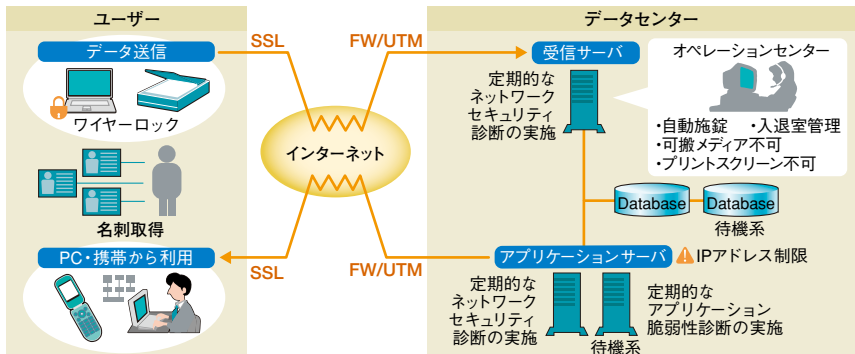 ユーザー
データ送信
ワイヤーロック
名刺取得
PC・携帯から利用
SSL
FW/UTM
インターネット
SSL
FW/UTM
データセンター
受信サーバ
定期的な
ネットワーク
セキュリティ
診断の実施
オペレーションセンター
・自動施錠 ・入退室管理
・可搬メディア不可
・プリントスクリーン不可
Database
Database
待機系
アプリケーションサーバ
IPアドレス制限
定期的な
ネットワーク
セキュリティ
診断の実施
待機系
定期的な
アプリケーション
脆弱性診断の実施